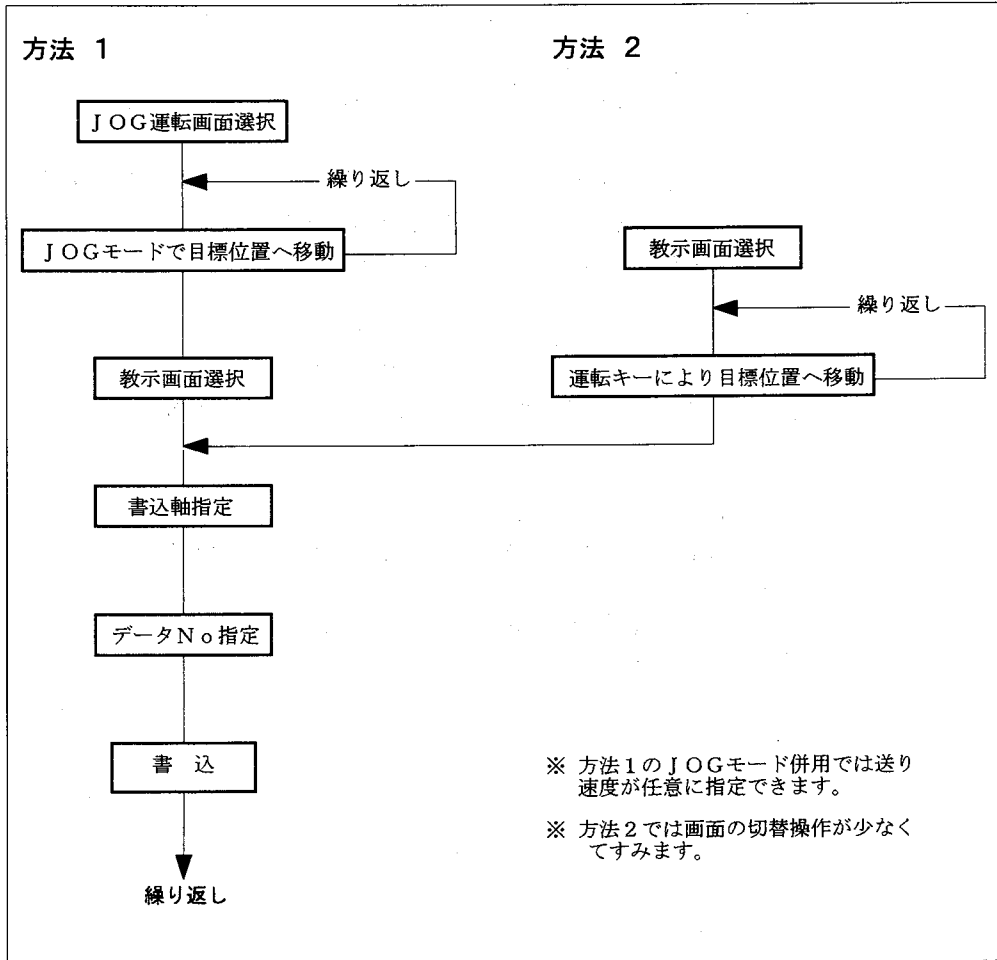 方法 1
JOG運転画面選択
繰り返し
JOGモードで目標位置へ移動
教示画面選択
書込軸指定
データNo指定
書 込
繰り返し
方法 2
教示画面選択
繰り返し
運転キーにより目標位置へ移動
※ 方法1のJOGモード併用では送り
速度が任意に指定できます。
※ 方法2では画面の切替操作が少なく
てすみます。